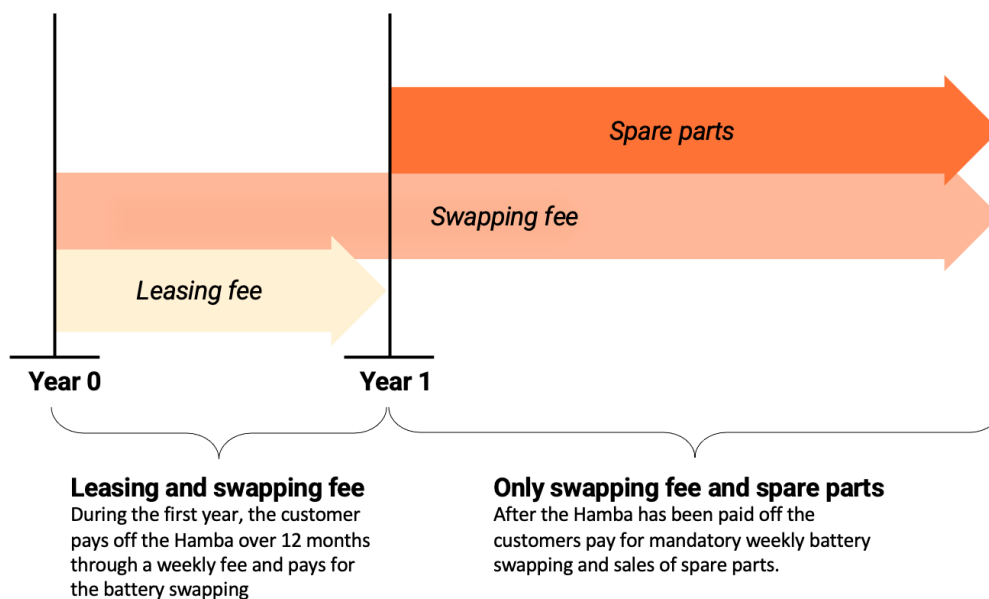 Spare parts
Swapping fee
Leasing fee
Year 0
Year 1
Leasing and swapping fee
During the first year, the customer
pays off the Hamba over 12 months
through a weekly fee and pays for
the battery swapping
Only swapping fee and spare parts
After the Hamba has been paid off the
customers pay for mandatory weekly battery
swapping and sales of spare parts.